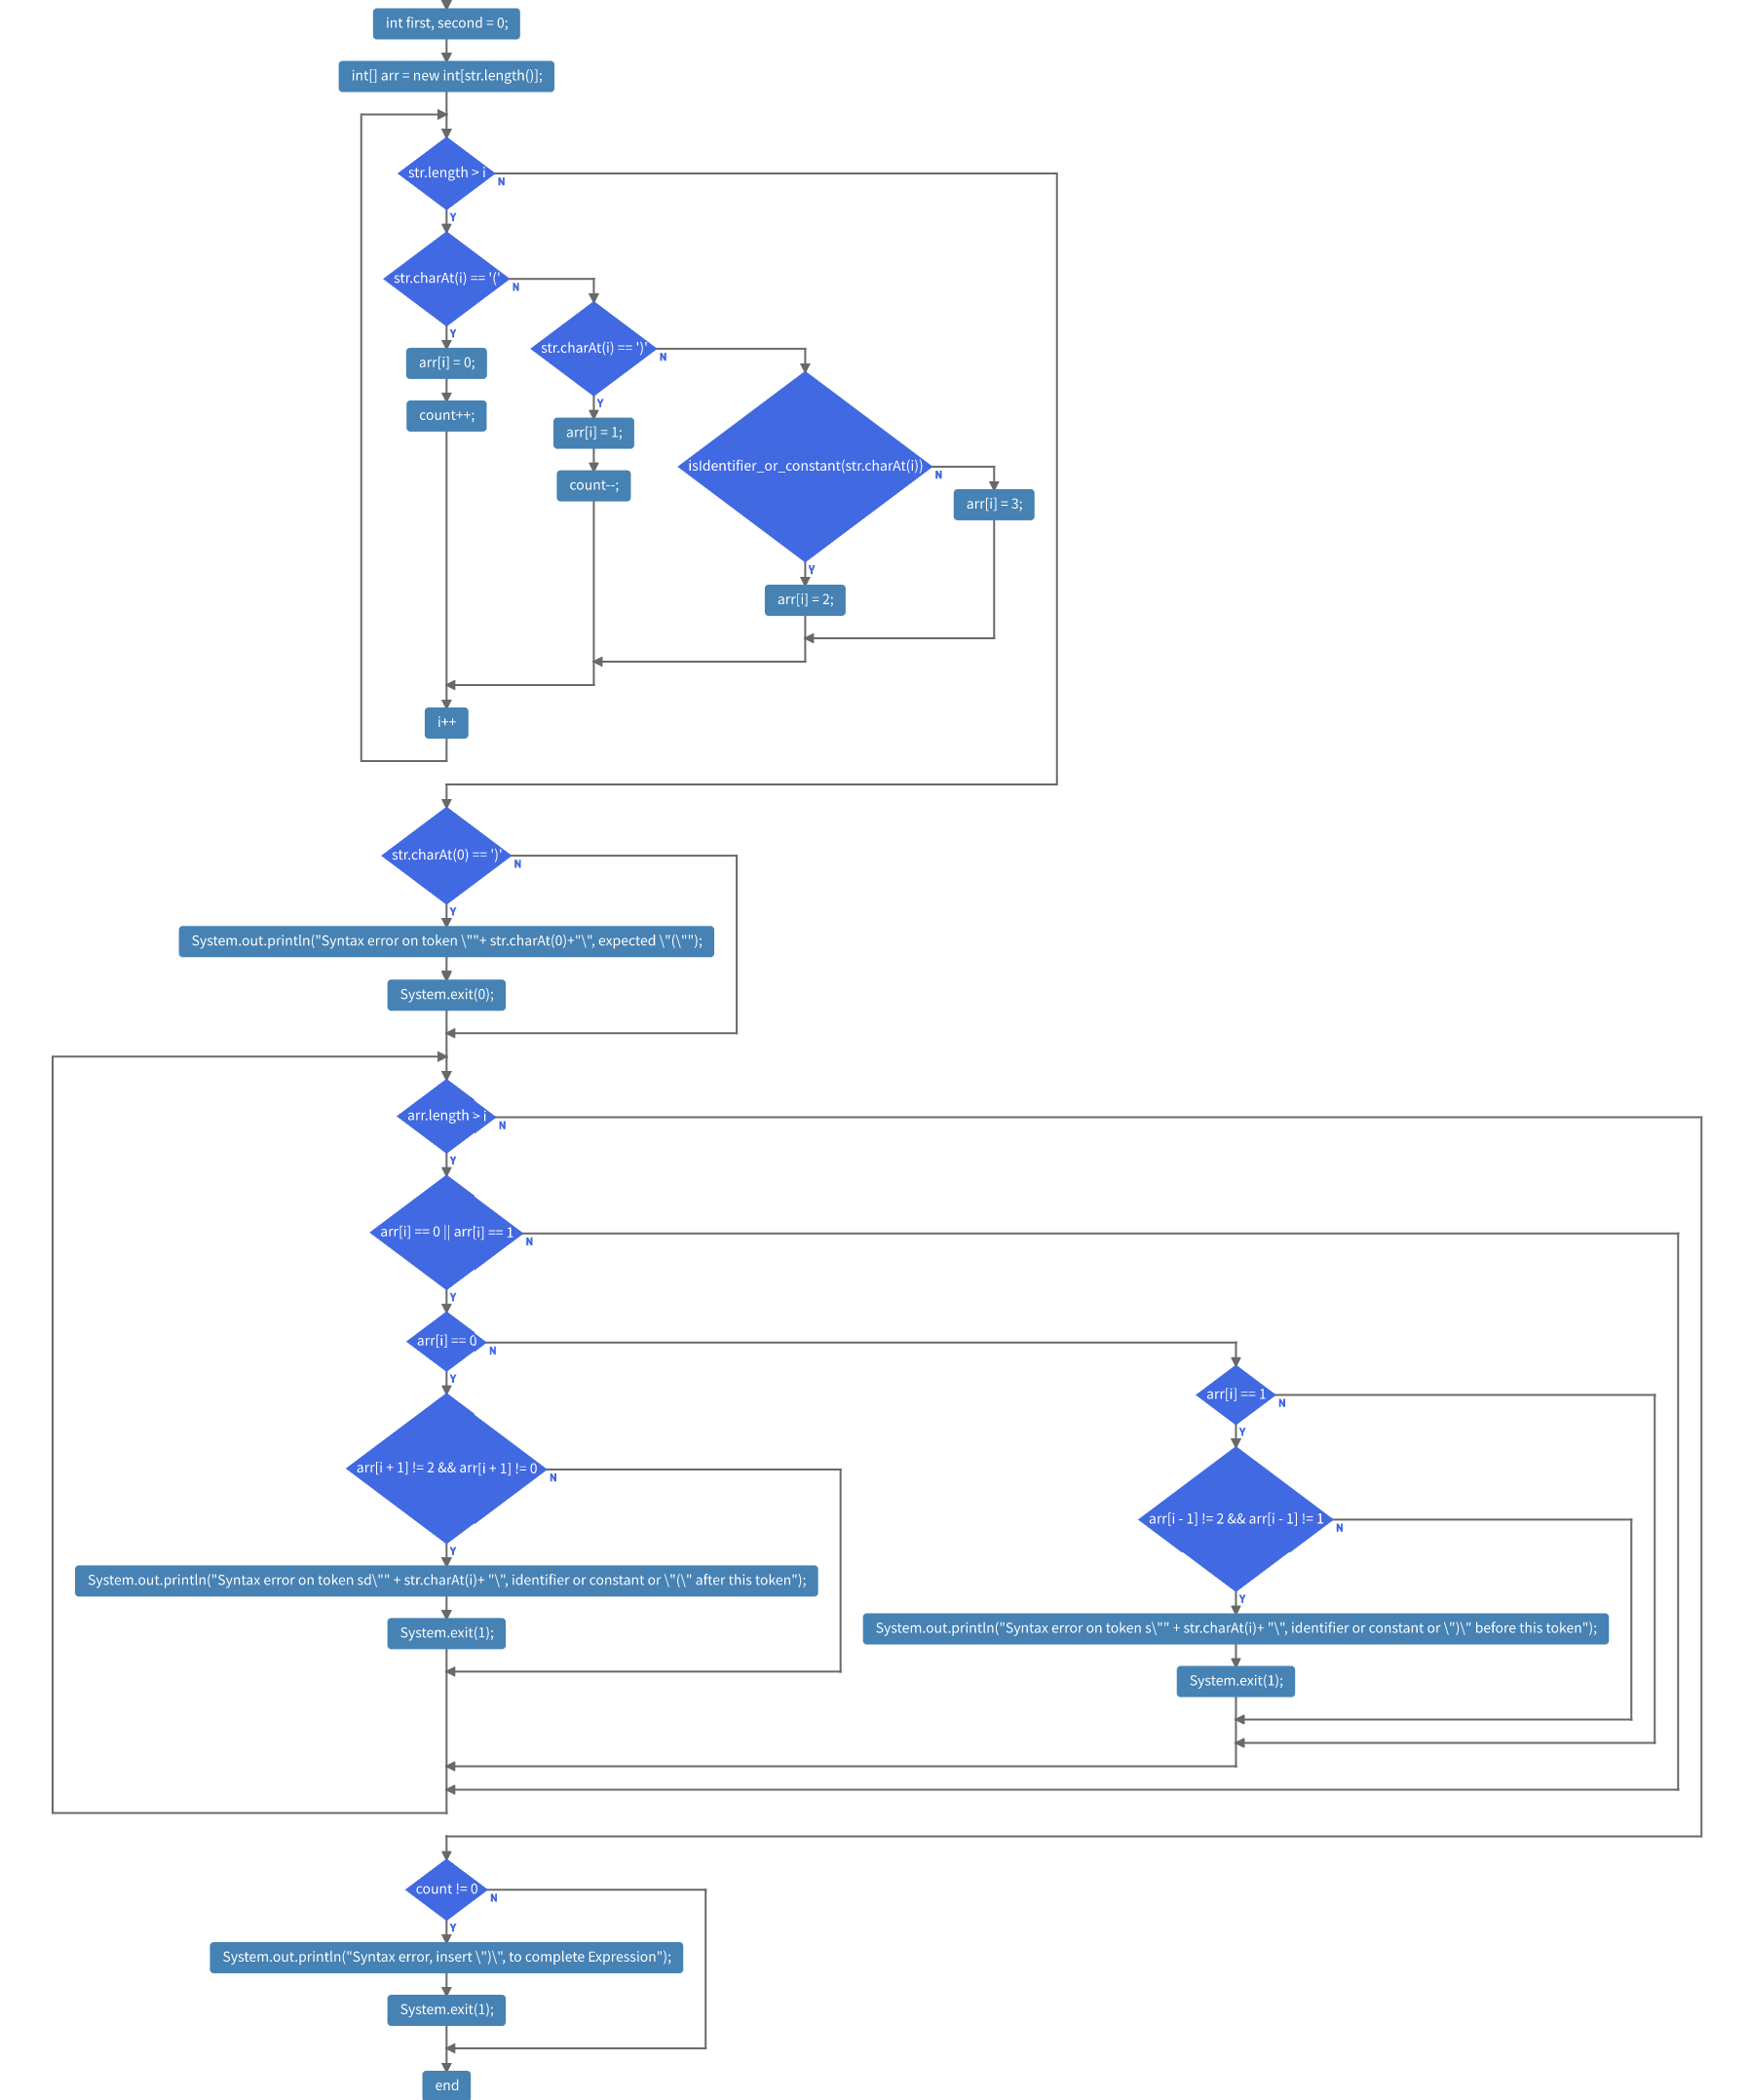 int first, second = 0;
int[] arr = new int[str.length()];
str.length > i
N
Y
str.charAt(i) == '('
N
Y
str.charAt(i) == ')'
N
arr[i] = 0;
Y
count++;
arr[i] = 1;
isIdentifier_or_constant(str.charAt(i))
N
count--;
arr[i] = 3;
Y
arr[i] = 2;
i++
str.charAt(0) == ')'
N
Y
System.out.println("Syntax error on token \""+ str.charAt(0)+"\", expected \"(\"");
System.exit(0);
arr.length > i
N
Y
arr[i] == 0 || arr[i] == 1
N
Y
arr[i] == 0
N
Y
arr[i] == 1
N
Y
arr[i + 1] != 2 && arr[i + 1] != 0
N
Y
arr[i - 1] != 2 && arr[i - 1] != 1
N
Y
System.out.println("Syntax error on token sd\"" + str.charAt(i)+ "\", identifier or constant or \"(\" after this token");
System.exit(1);
System.out.println("Syntax error on token s\"" + str.charAt(i)+ "\", identifier or constant or \")\" before this token");
System.exit(1);
count != 0
N
Y
System.out.println("Syntax error, insert \")\", to complete Expression");
System.exit(1);
end